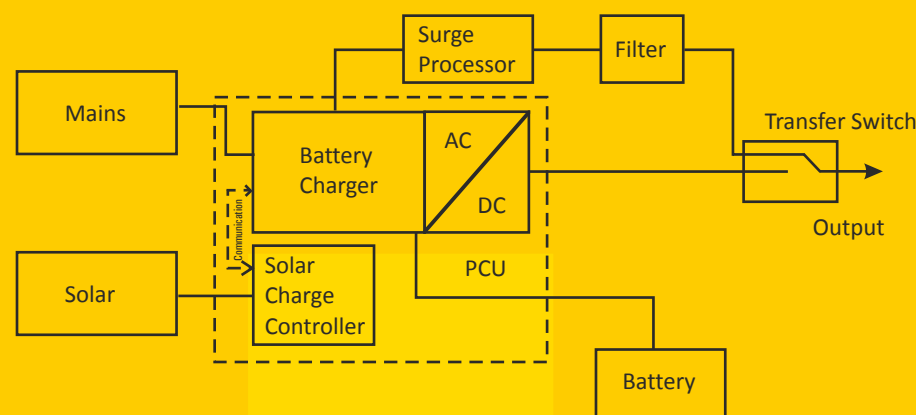 Surge
Processor
Filter
Mains
Transfer Switch
Battery
Charger
AC
DC
Communication
Output
Solar
Solar
Charge
Controller
PCU
Battery